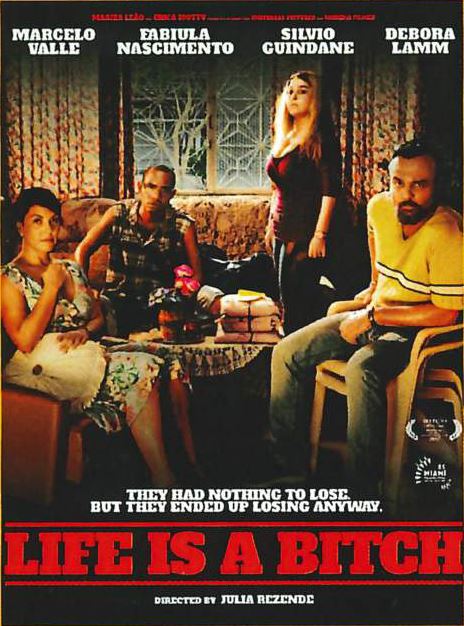 MARCELO VALLE
FABIULA NASCIMENTO
SILVIO GUINDANE
DEBORA LAMM
THEY HAD NOTHING TO LOSE.
BUT THEY ENDED UP LOSING ANYWAY.
LIFE IS A BITCH
DIRECTED BY JULIA REZENDE
MIAMI